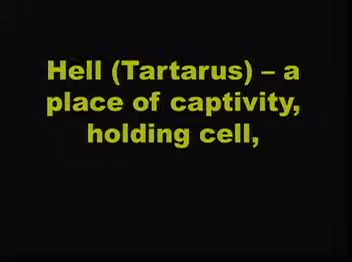 Hell (Tartarus) – a
place of captivity,
holding cell,